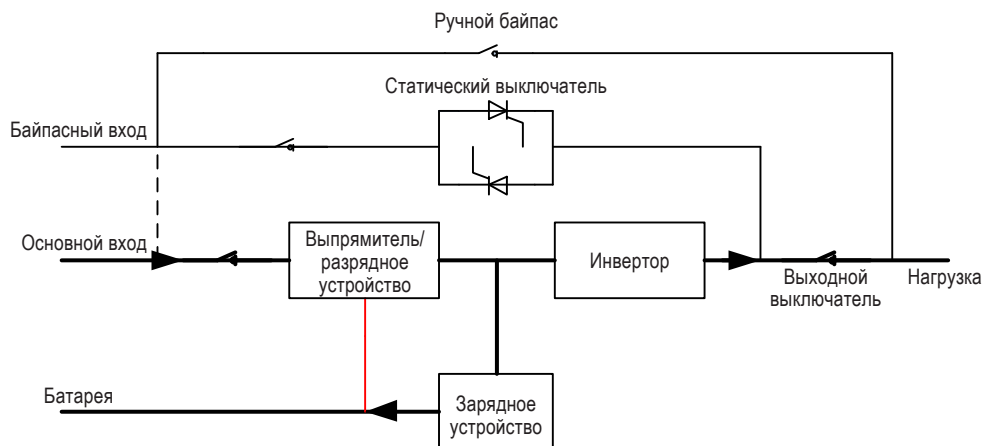 Ручной байпас
Статический выключатель
Байпасный вход
Основной вход
Выпрямитель/
разрядное
устройство
Инвертор
Выходной
выключатель
Нагрузка
Батарея
Зарядное
устройство